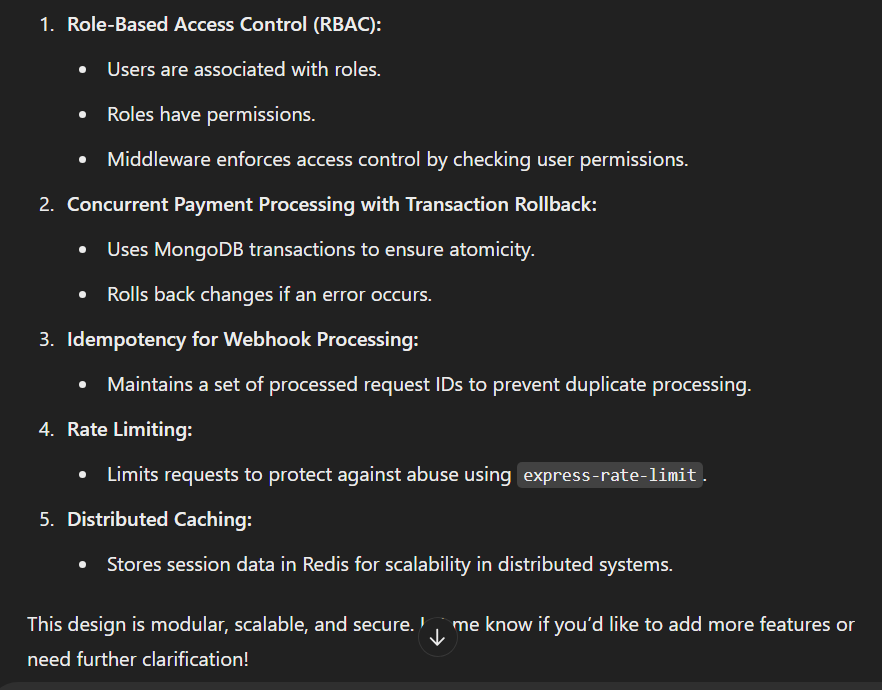 1. Role-Based Access Control (RBAC):
• Users are associated with roles.
• Roles have permissions.
• Middleware enforces access control by checking user permissions.
2. Concurrent Payment Processing with Transaction Rollback:
• Uses MongoDB transactions to ensure atomicity.
• Rolls back changes if an error occurs.
3. Idempotency for Webhook Processing:
• Maintains a set of processed request IDs to prevent duplicate processing.
4. Rate Limiting:
• Limits requests to protect against abuse using express-rate-limit.
5. Distributed Caching:
• Stores session data in Redis for scalability in distributed systems.
This design is modular, scalable, and secure. me know if you’d like to add more features or
need further clarification!